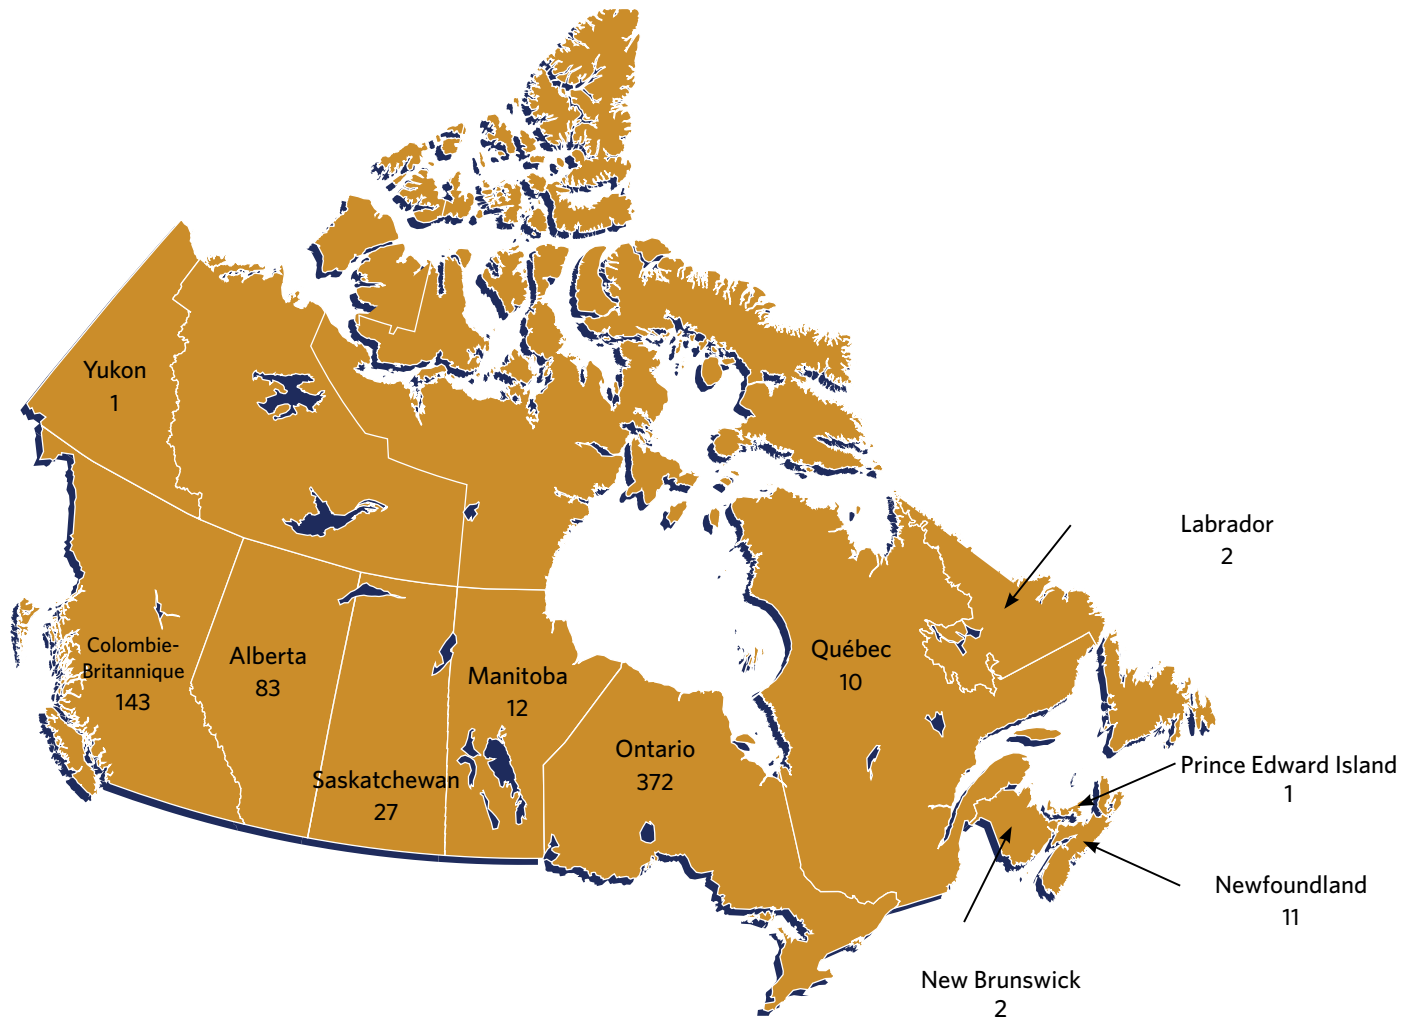 Yukon
1
Labrador
2
Colombie-
Britannique
143
Alberta
83
Saskatchewan
27
Manitoba
12
Ontario
372
Québec
10
Prince Edward Island
1
Newfoundland
11
New Brunswick
2